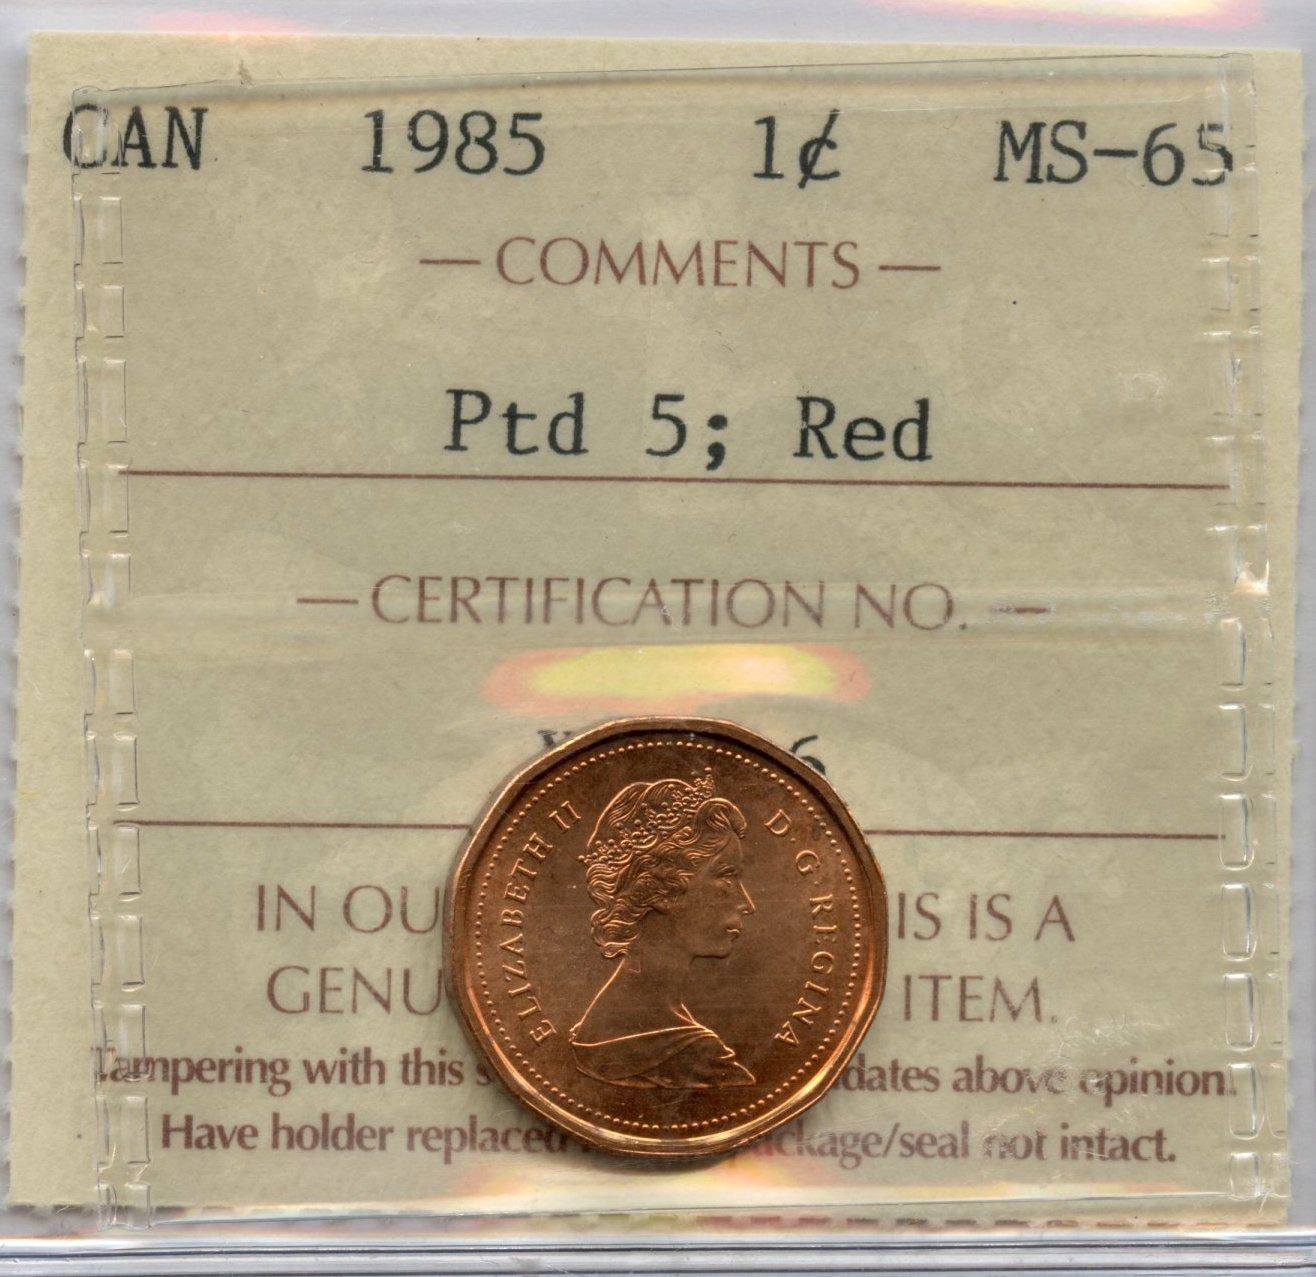 CAN 1985 1¢ MS-65
— COMMENTS —
Ptd 5; Red
— CERTIFICATION NO. —
6
ELIZABETH II D·G·REGINA
IN OU IS IS A
GENU ITEM.
Tampering with this s dates above opinion.
Have holder replaced ackage/seal not intact.